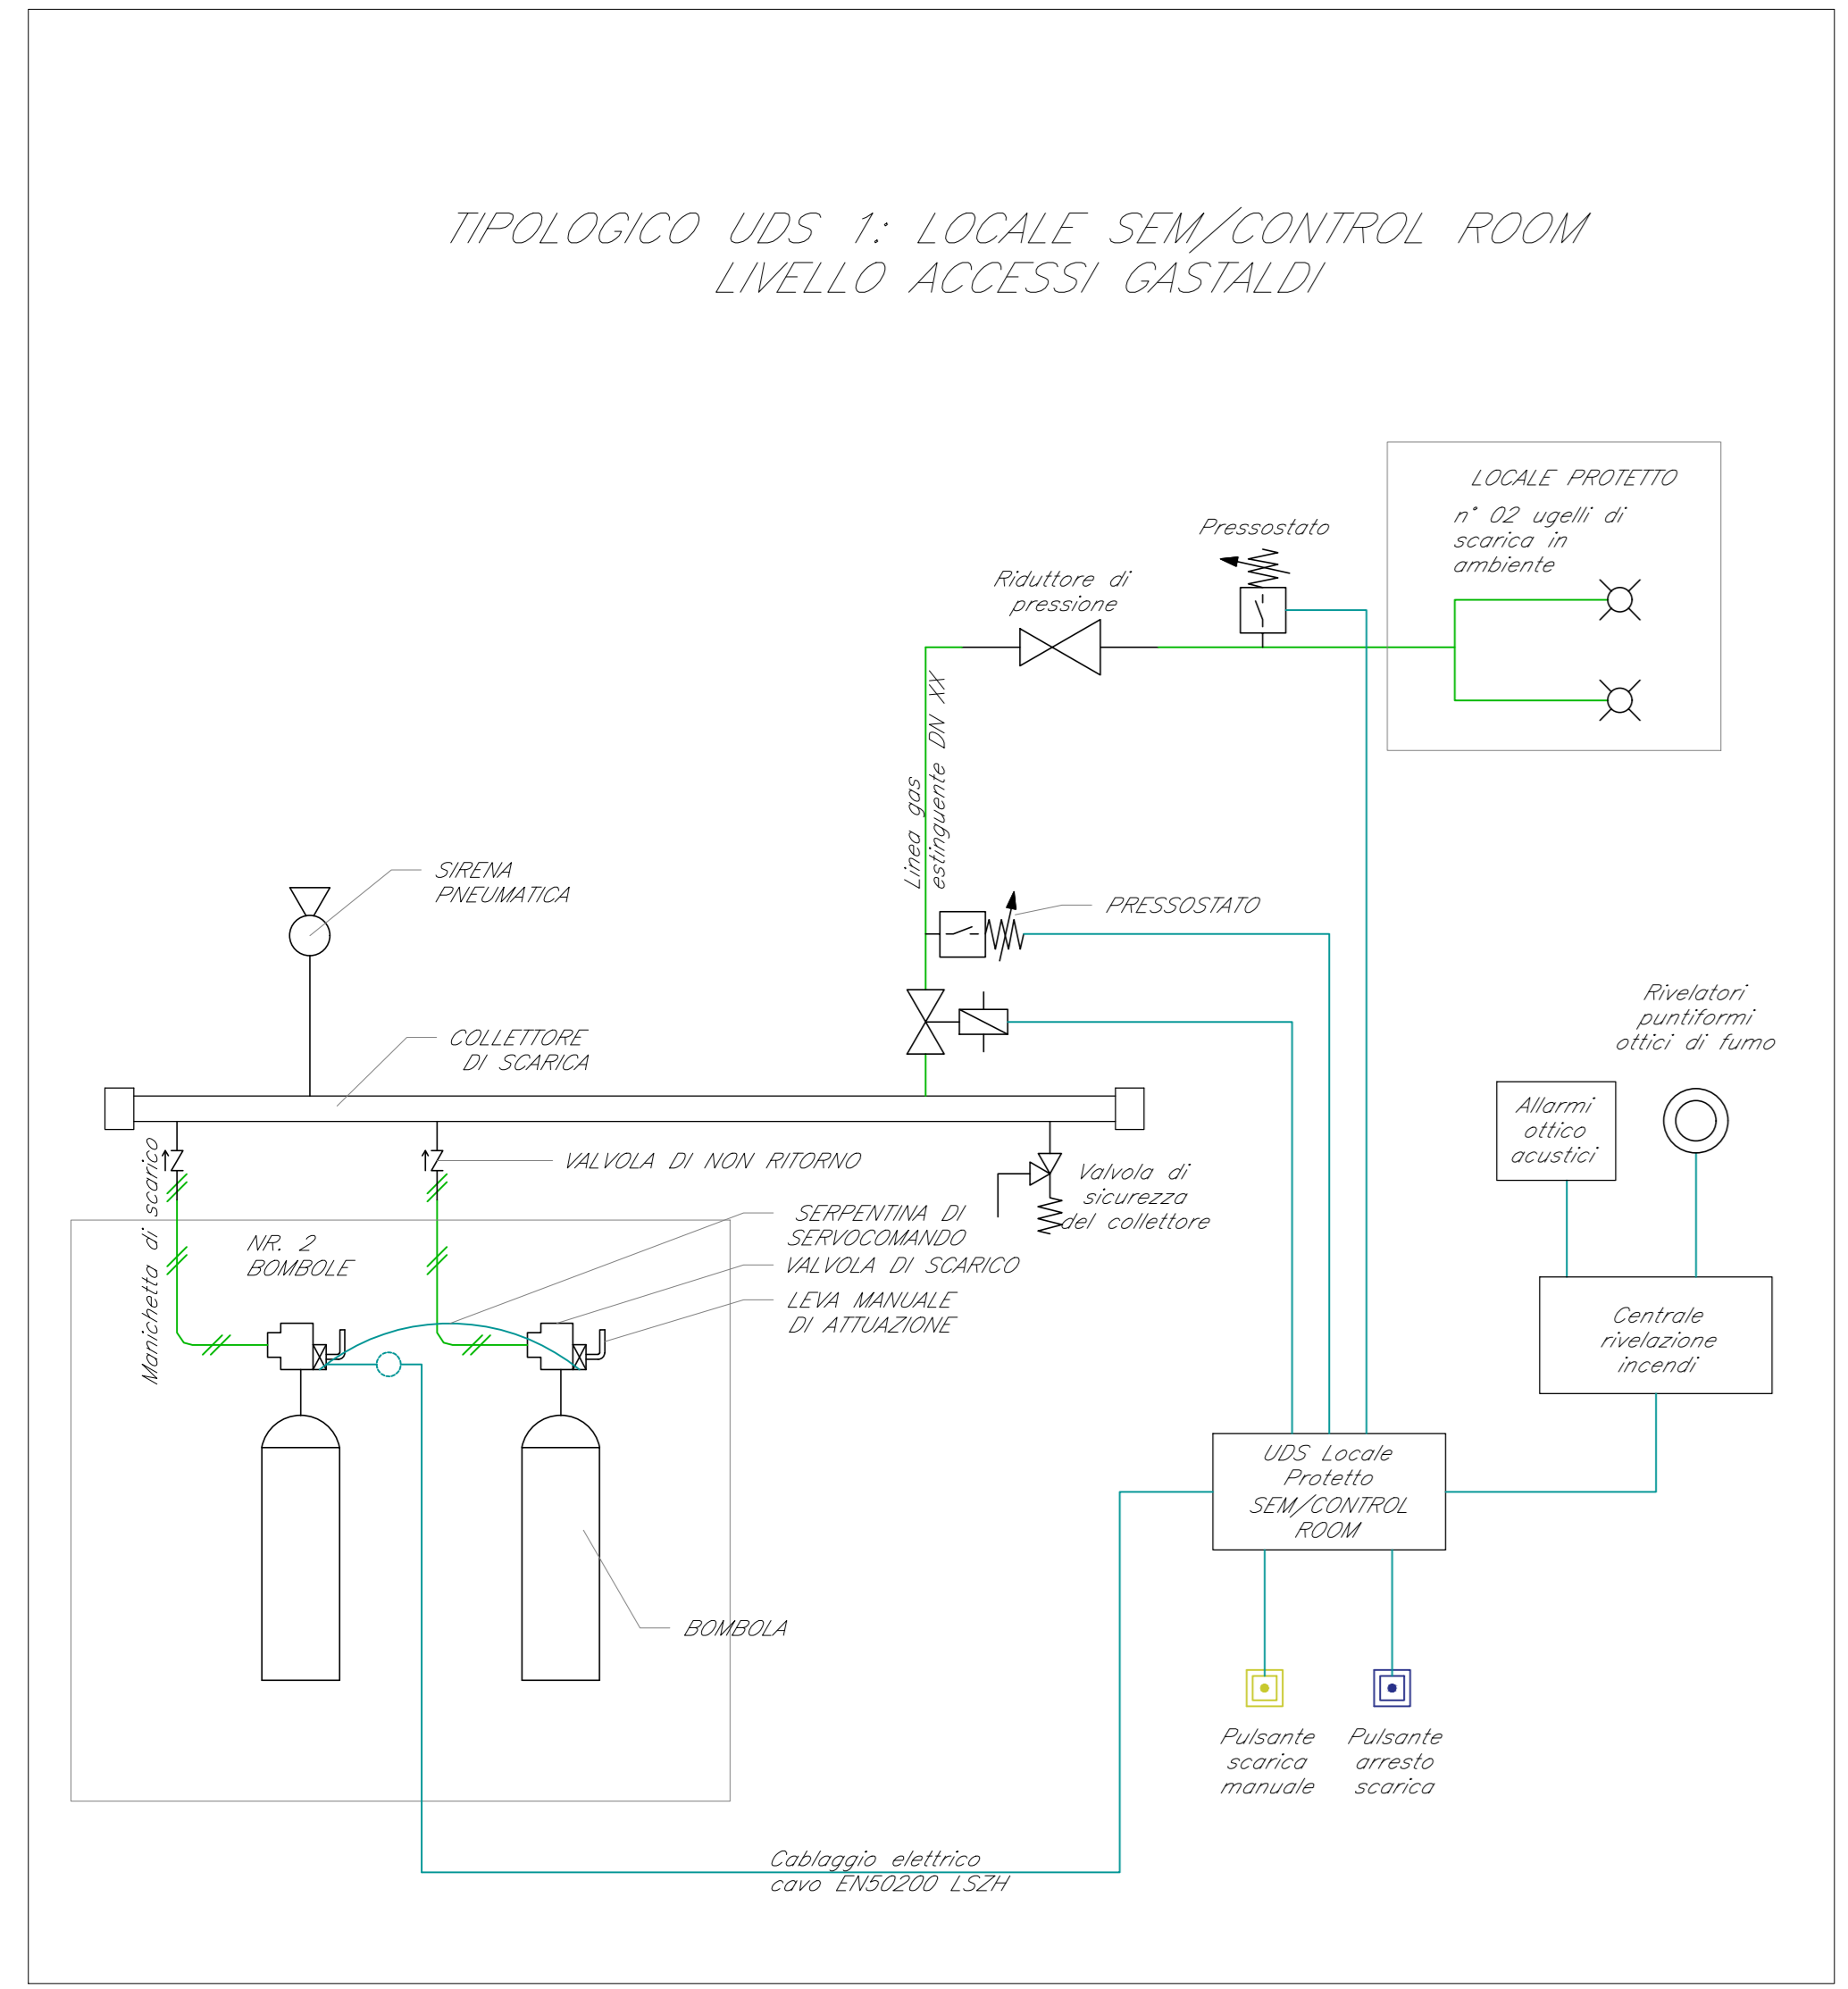 TIPOLOGICO UDS 1: LOCALE SEM/CONTROL ROOM
LIVELLO ACCESSI GASTALDI
LOCALE PROTETTO
n° 02 ugelli di
scarica in
ambiente
Pressostato
Riduttore di
pressione
Linea gas
estinguente DN XX
SIRENA
PNEUMATICA
PRESSOSTATO
Rivelatori
puntiformi
ottici di fumo
COLLETTORE
DI SCARICA
Allarmi
ottico
acustici
Manichetta di scarico
VALVOLA DI NON RITORNO
Valvola di
sicurezza
del collettore
SERPENTINA DI
SERVOCOMANDO
NR. 2
BOMBOLE
VALVOLA DI SCARICO
LEVA MANUALE
DI ATTUAZIONE
Centrale
rivelazione
incendi
UDS Locale
Protetto
SEM/CONTROL
ROOM
BOMBOLA
Pulsante
scarica
manuale
Pulsante
arresto
scarica
Cablaggio elettrico
cavo EN50200 LSZH